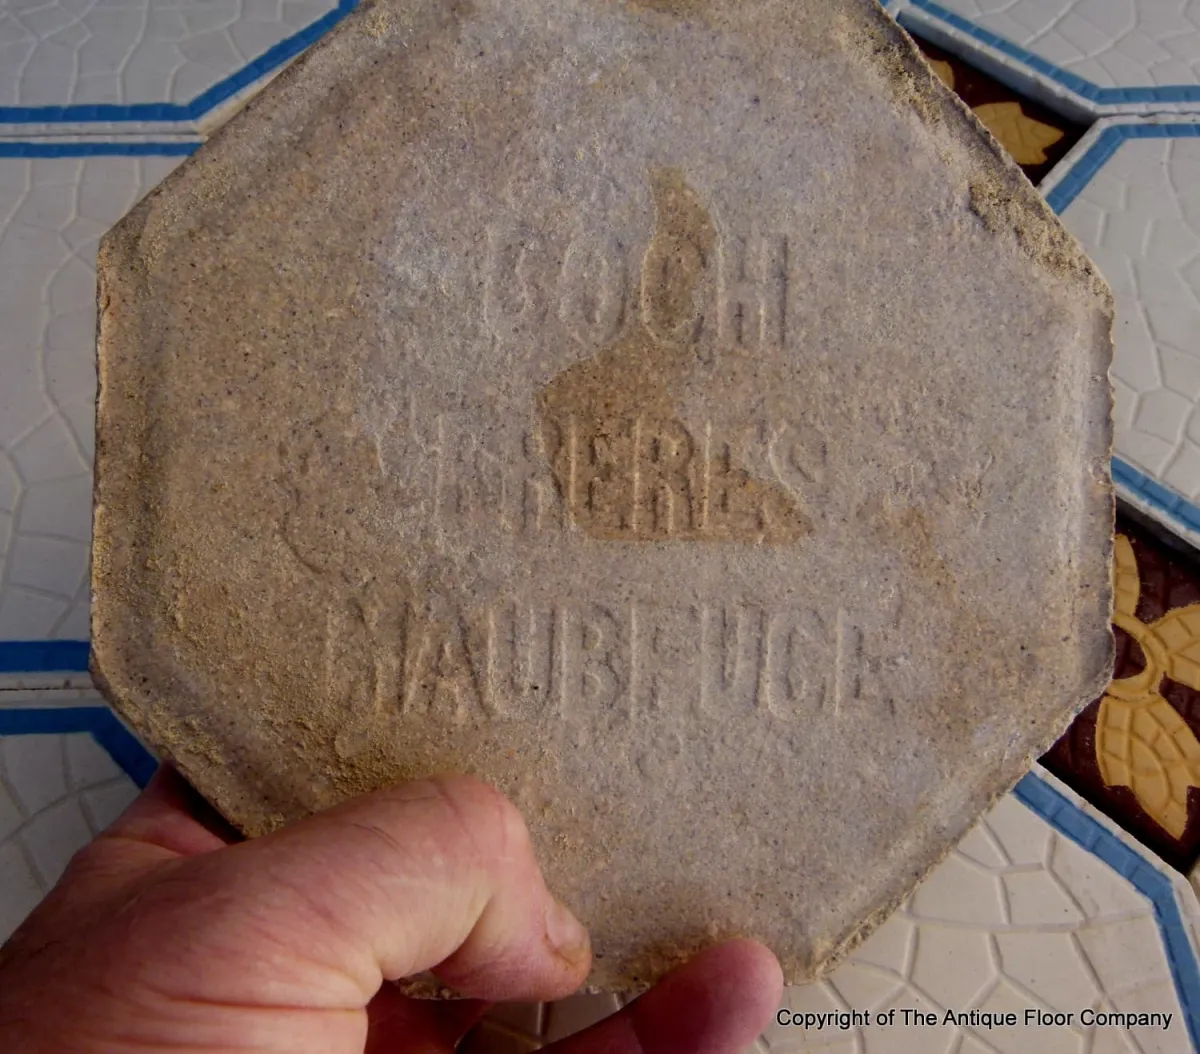 BOCH
FRERES
MAUBEUGE
Copyright of The Antique Floor Company